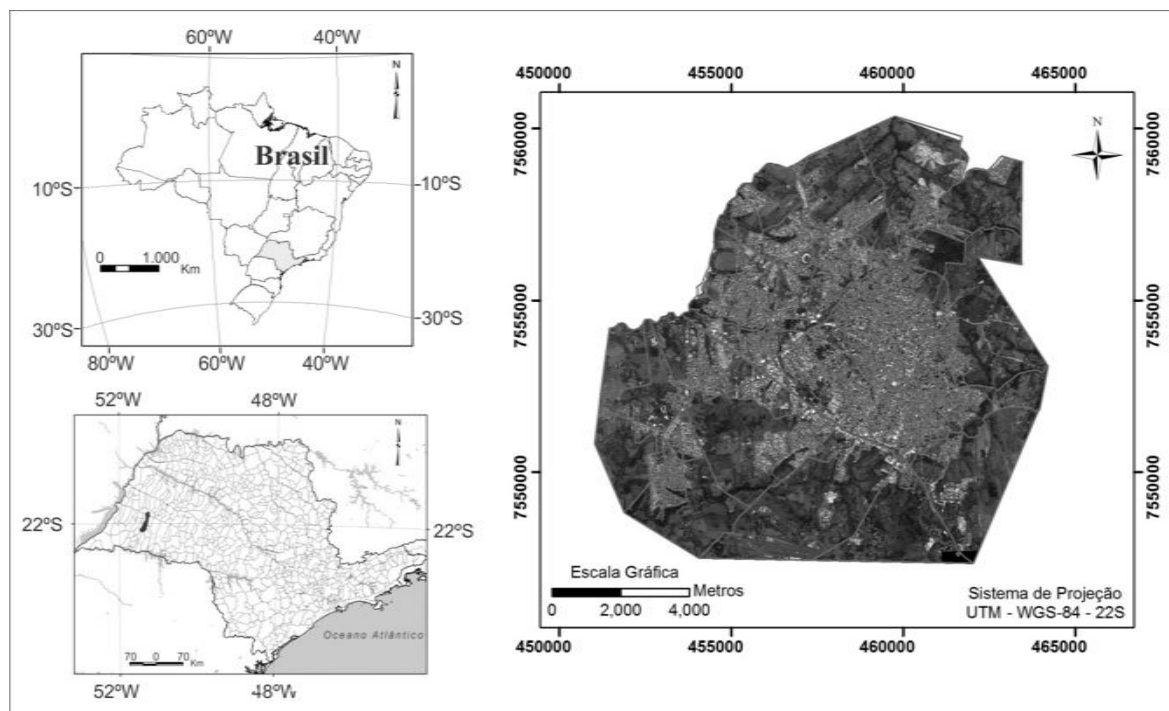 60ºW 40ºW
N
Brasil
10ºS
10ºS
0 1.000
Km
30ºS
30ºS
80ºW 60ºW 40ºW
52ºW 48ºW
N
22ºS
22ºS
Oceano Atlântico
70 0 70
Km
52ºW 48ºW
450000 455000 460000 465000
N
7560000
7560000
7555000
7555000
7550000
7550000
Escala Gráfica
Metros
0 2,000 4,000
Sistema de Projeção
UTM - WGS-84 - 22S
450000 455000 460000 465000